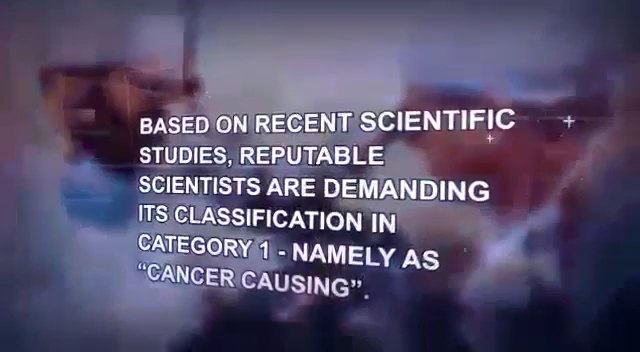 BASED ON RECENT SCIENTIFIC
STUDIES, REPUTABLE
SCIENTISTS ARE DEMANDING
ITS CLASSIFICATION IN
CATEGORY 1 - NAMELY AS
“CANCER CAUSING”.